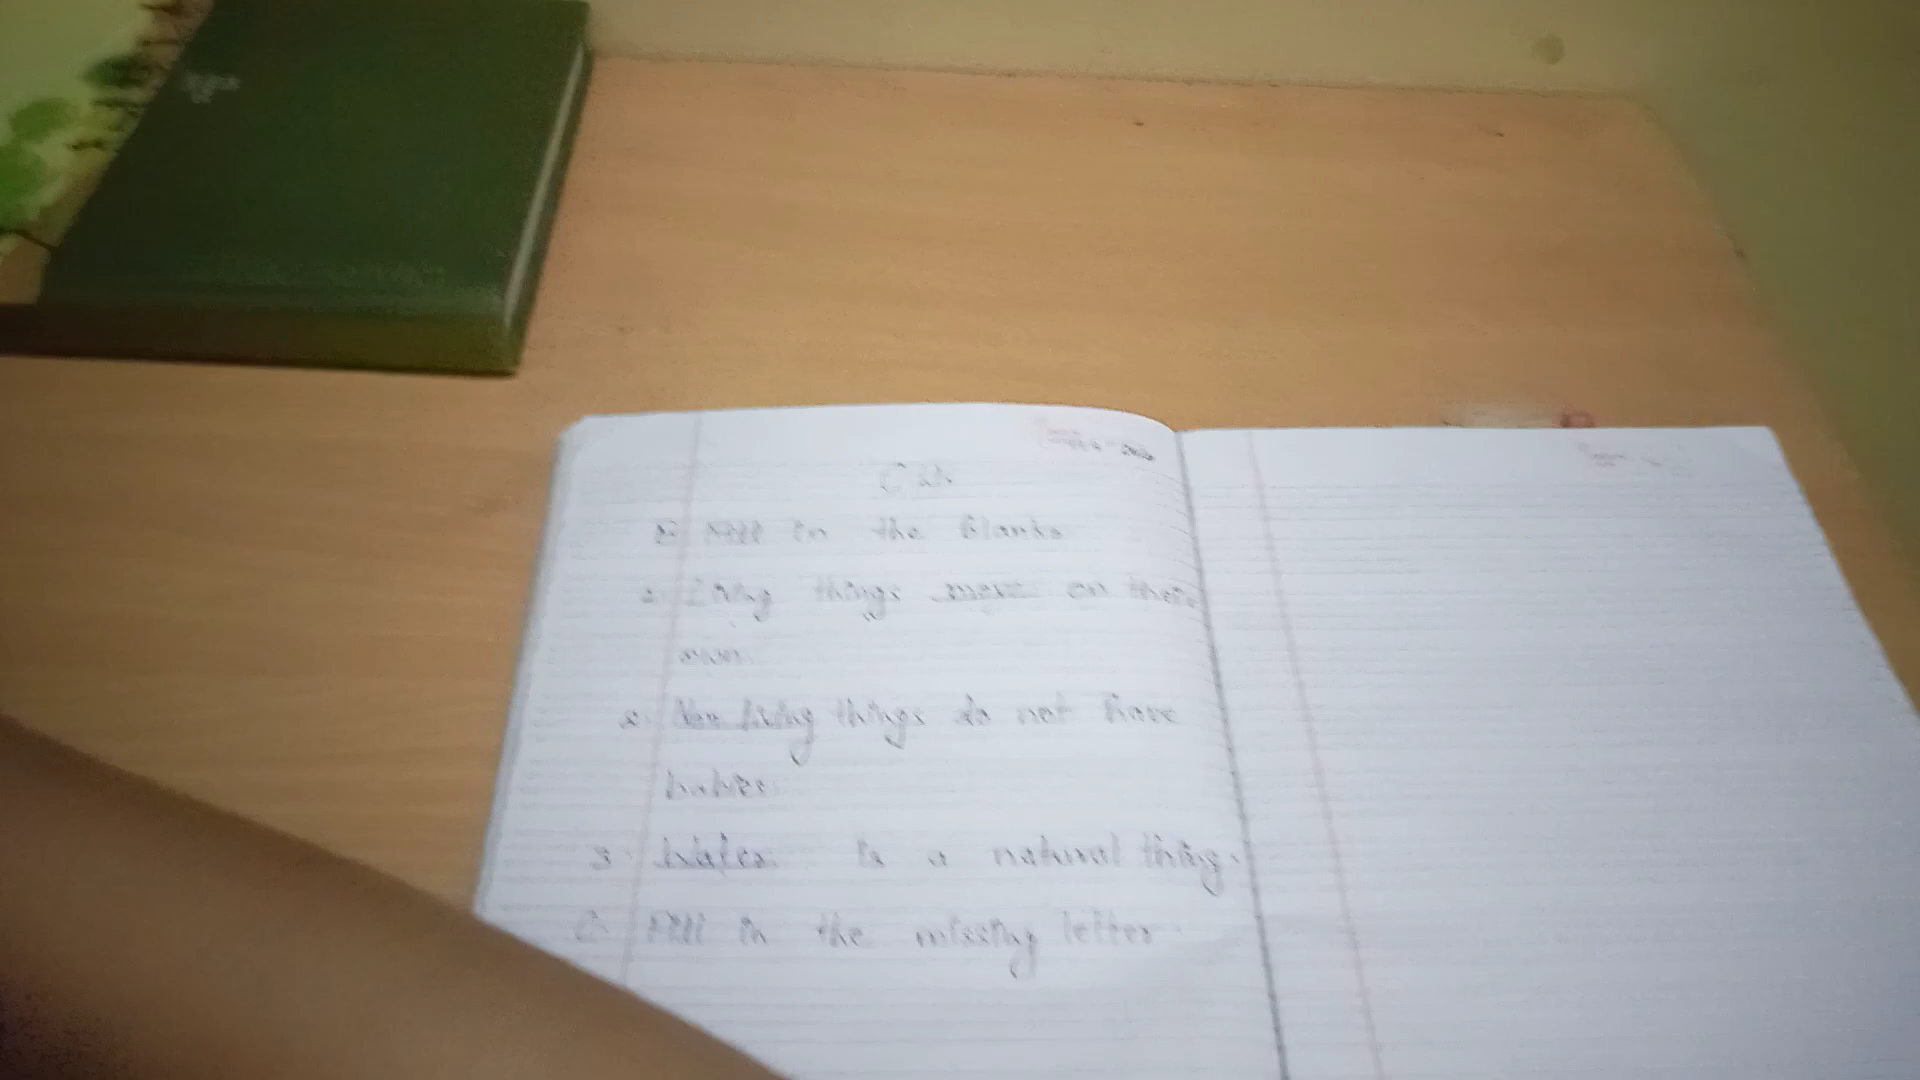 C.W.
B Fill in the blanks
1. Living things move on their
own.
2. Non living things do not have
babies
3. Water is a natural thing.
C. Fill in the missing letter.